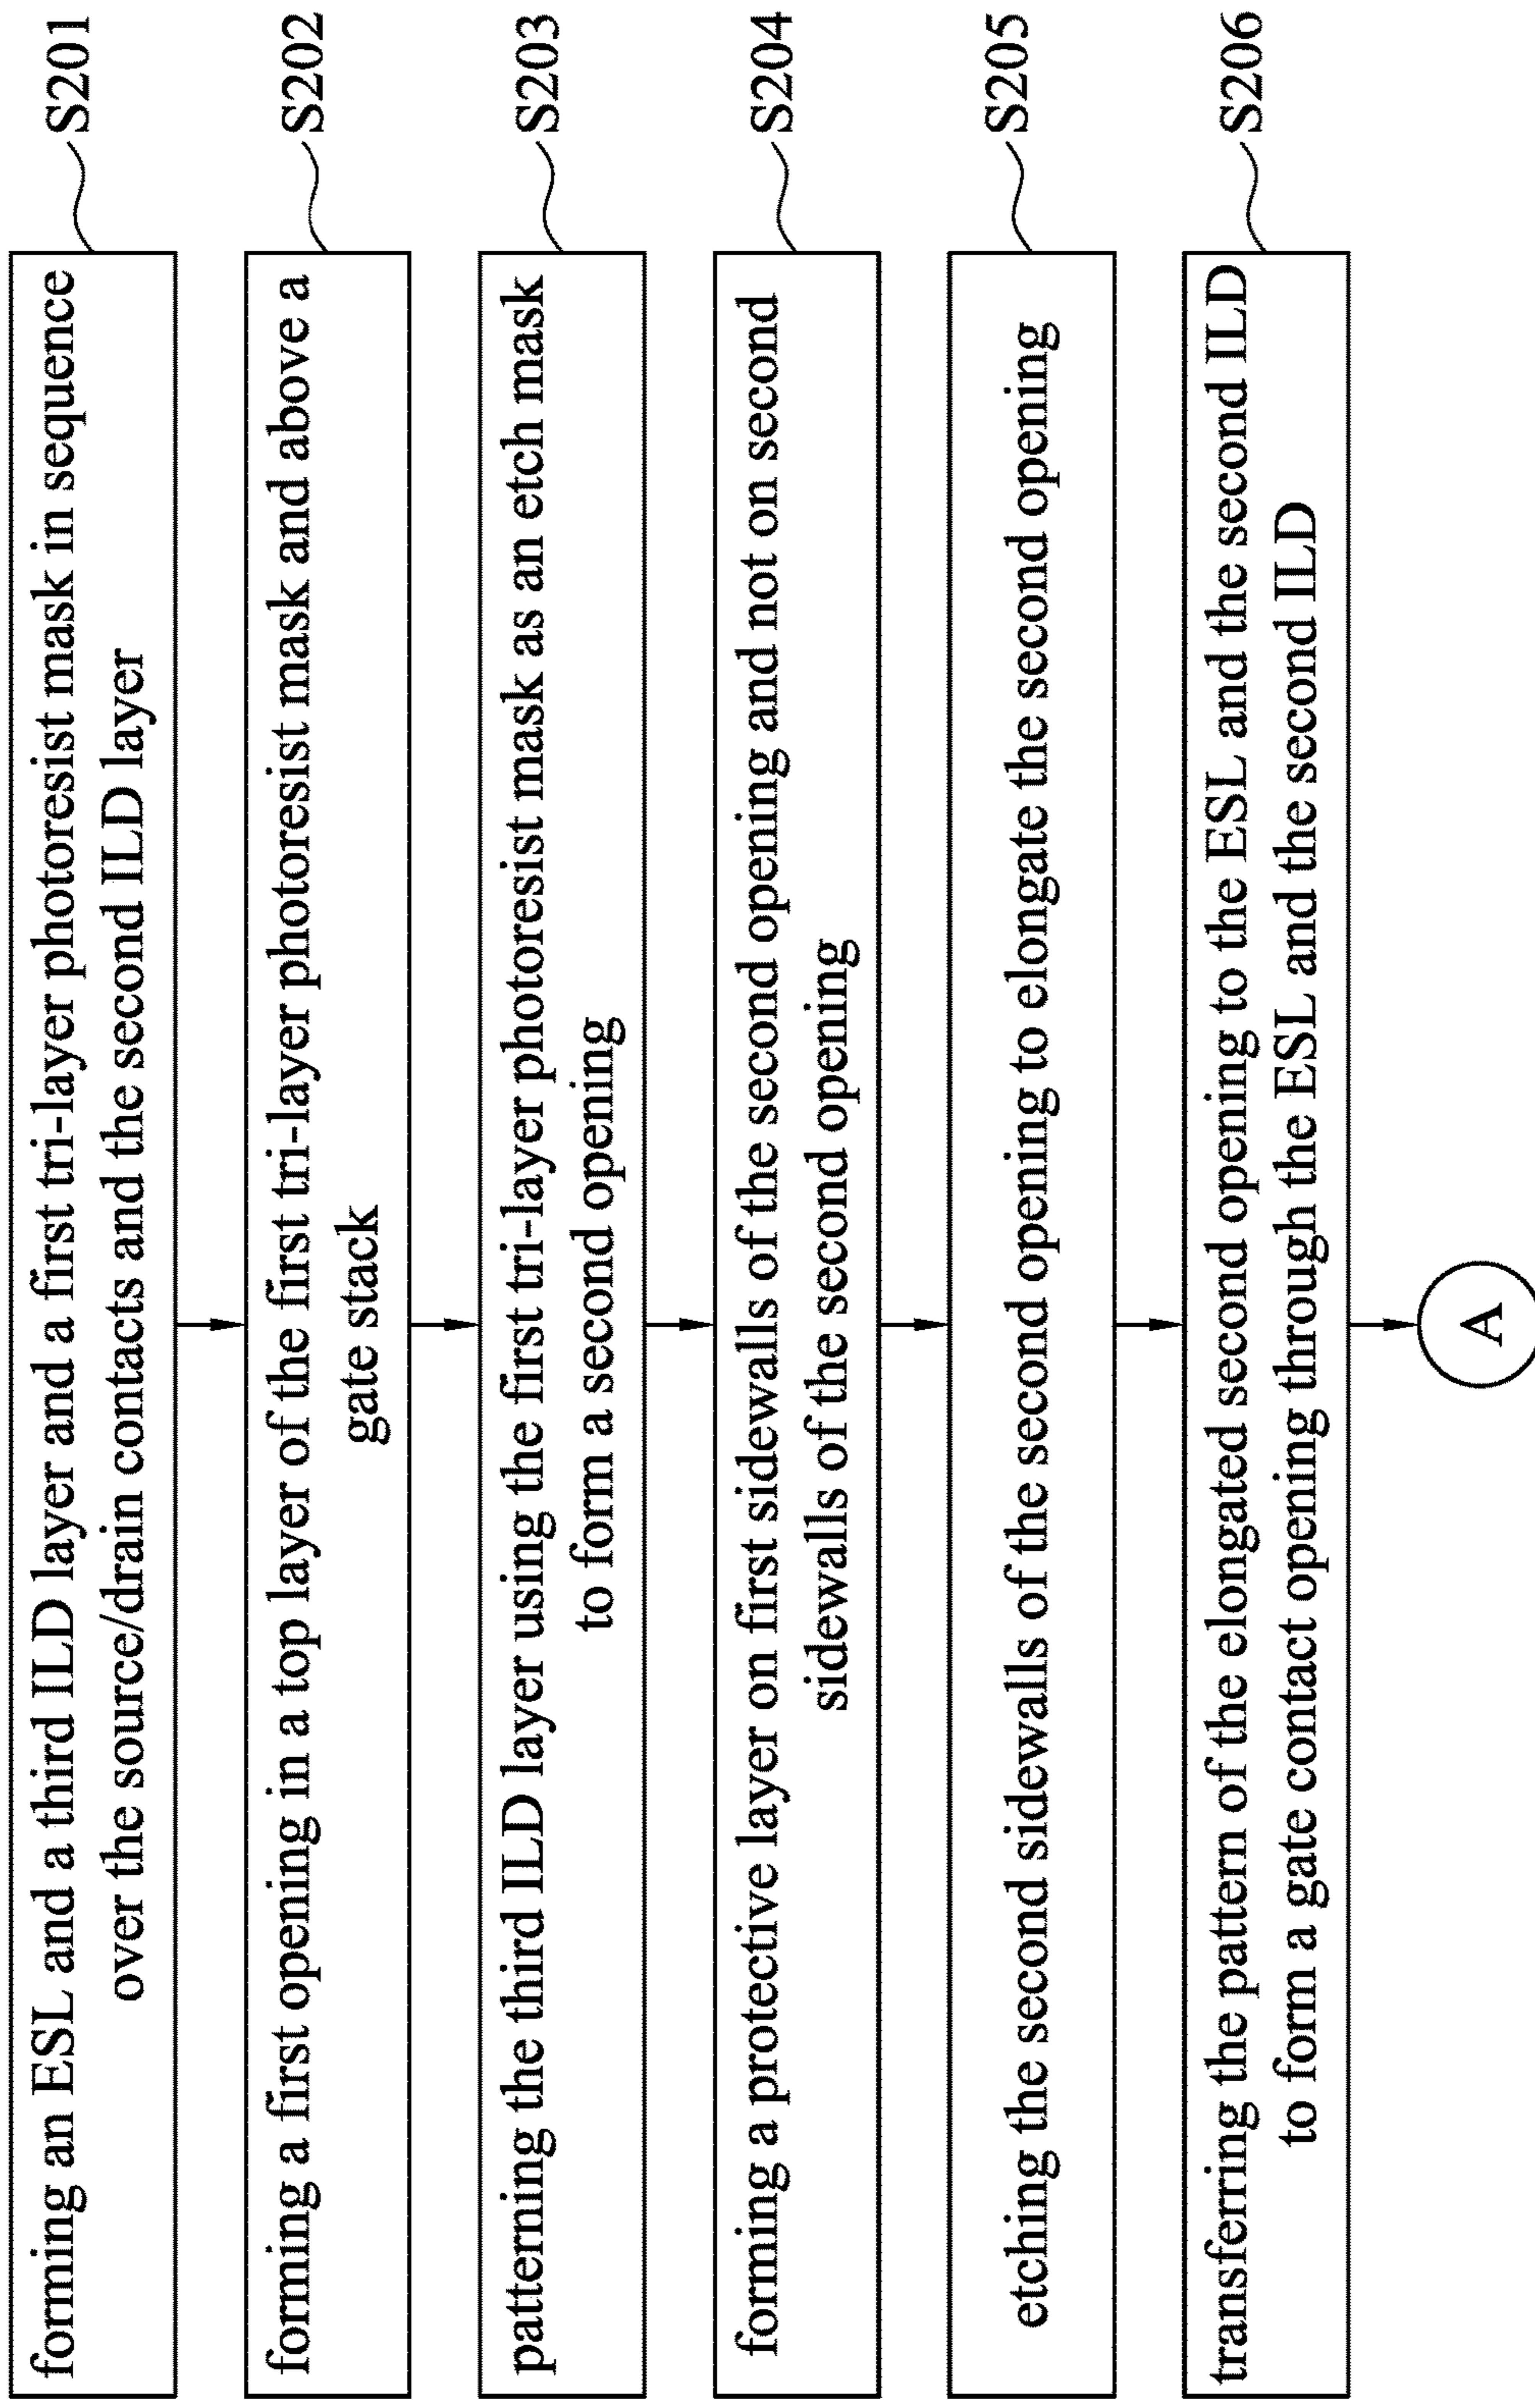 forming an ESL and a third ILD layer and a first tri-layer photoresist mask in sequence
over the source/drain contacts and the second ILD layer
S201
forming a first opening in a top layer of the first tri-layer photoresist mask and above a
gate stack
S202
patterning the third ILD layer using the first tri-layer photoresist mask as an etch mask
to form a second opening
S203
forming a protective layer on first sidewalls of the second opening and not on second
sidewalls of the second opening
S204
etching the second sidewalls of the second opening to elongate the second opening
S205
transferring the pattern of the elongated second opening to the ESL and the second ILD
to form a gate contact opening through the ESL and the second ILD
S206
A